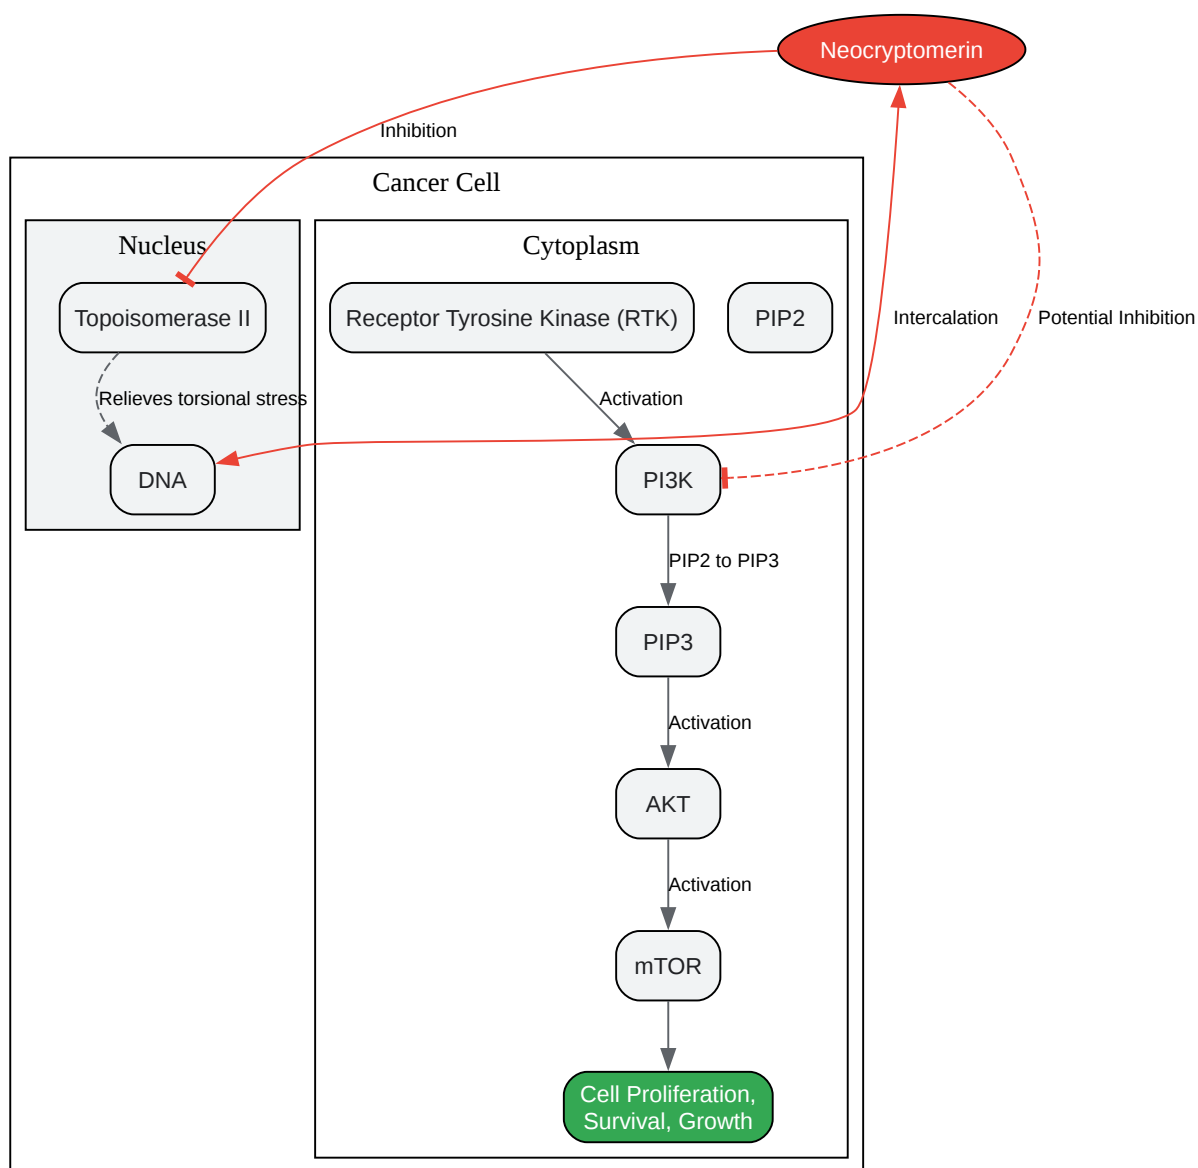 Neocryptomerin
Inhibition
Cancer Cell
Nucleus
Cytoplasm
Topoisomerase II
Receptor Tyrosine Kinase (RTK)
PIP2
Intercalation
Potential Inhibition
Relieves torsional stress
Activation
DNA
PI3K
PIP2 to PIP3
PIP3
Activation
AKT
Activation
mTOR
Cell Proliferation,
Survival, Growth